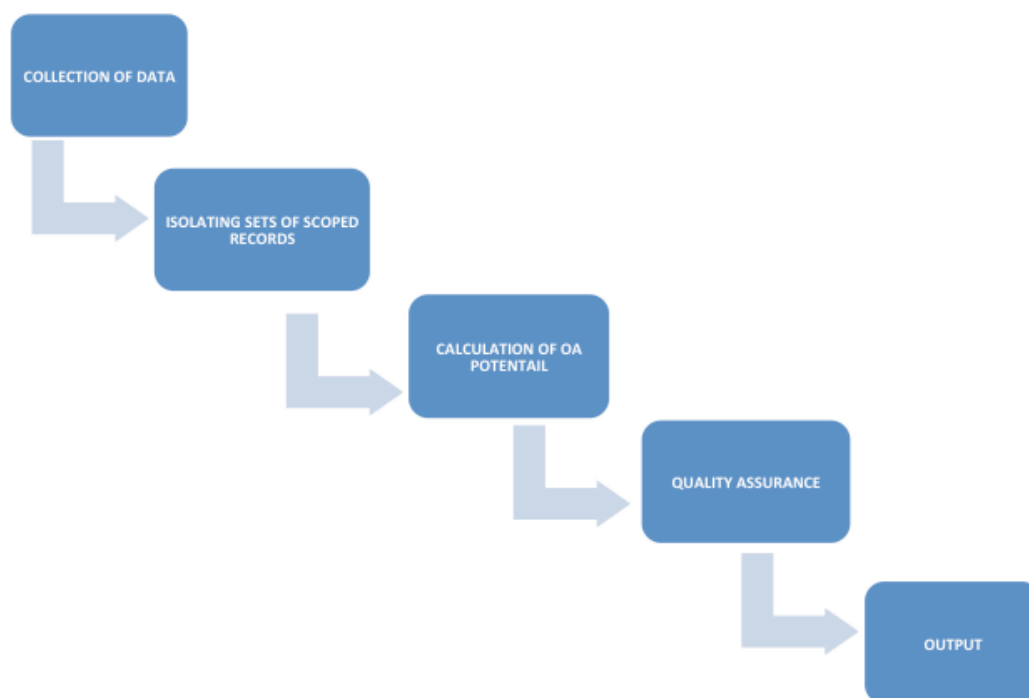 COLLECTION OF DATA
ISOLATING SETS OF SCOPED
RECORDS
CALCULATION OF OA
POTENTAIL
QUALITY ASSURANCE
OUTPUT